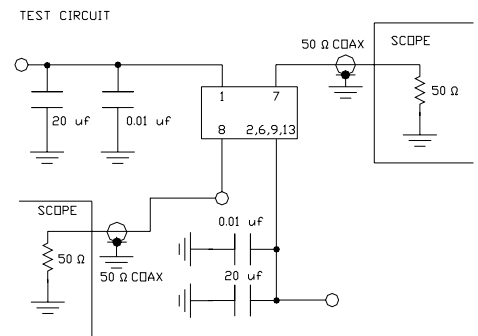 TEST CIRCUIT
50 Ω COAX
SCOPE
50 Ω
20 uf
0.01 uf
1
7
8
2,6,9,13
SCOPE
50 Ω
50 Ω COAX
0.01 uf
20 uf